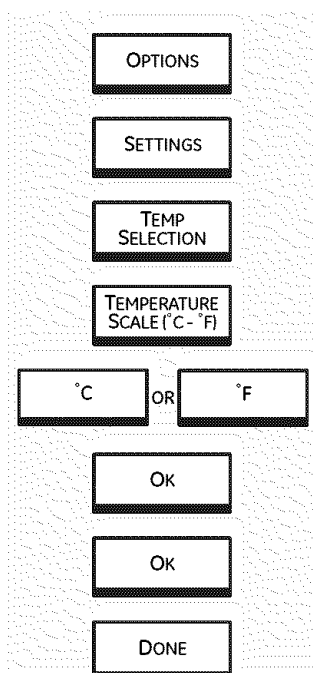 OPTIONS
SETTINGS
TEMP
SELECTION
TEMPERATURE
SCALE (°C - °F)
°C OR °F
OK
OK
DONE